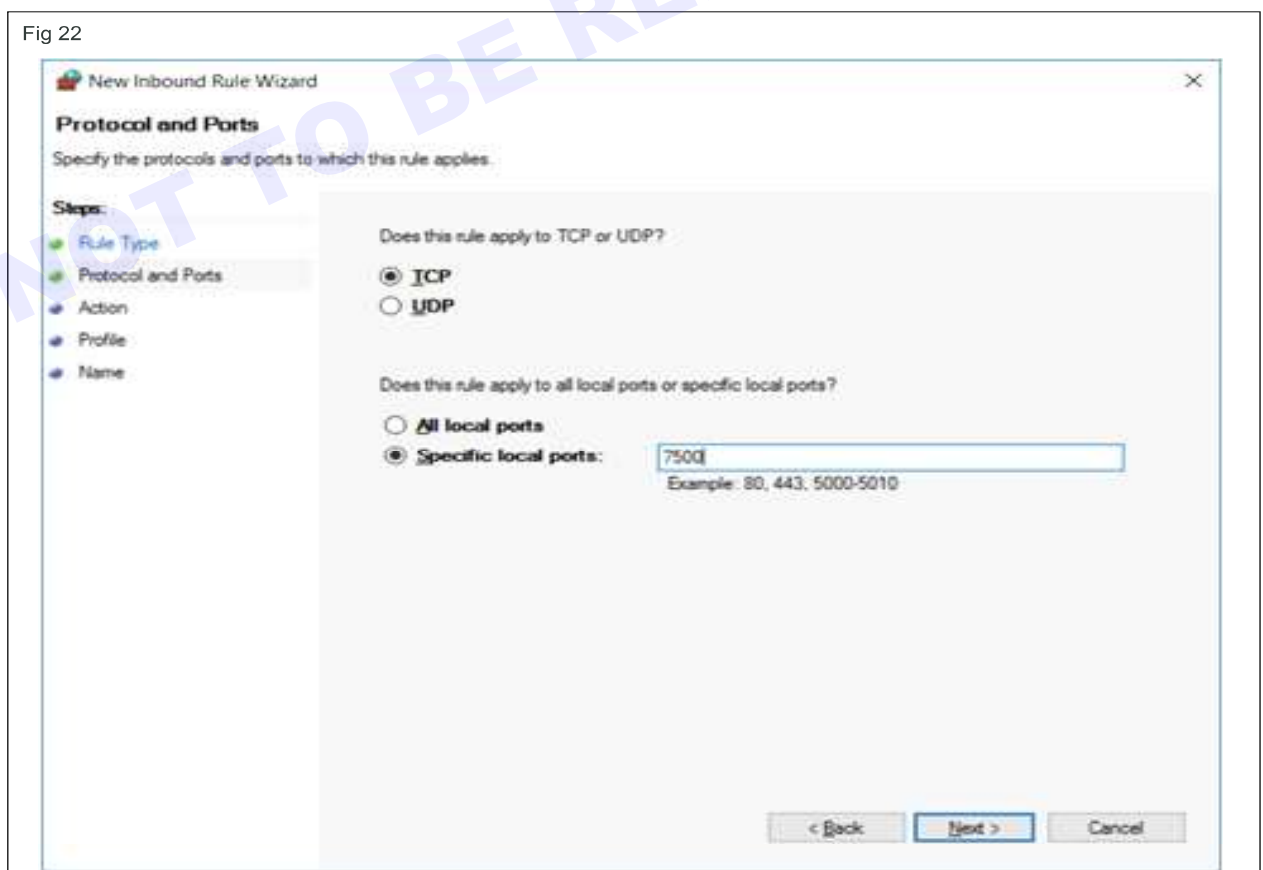 Fig 22
NOT TO BE RE
New Inbound Rule Wizard
Protocol and Ports
Specify the protocols and ports to which this rule applies.
Steps:
Rule Type
Protocol and Ports
Action
Profile
Name
Does this rule apply to TCP or UDP?
TCP
UDP
Does this rule apply to all local ports or specific local ports?
All local ports
Specific local ports: 7500
Example: 80, 443, 5000-5010
< Back Next > Cancel